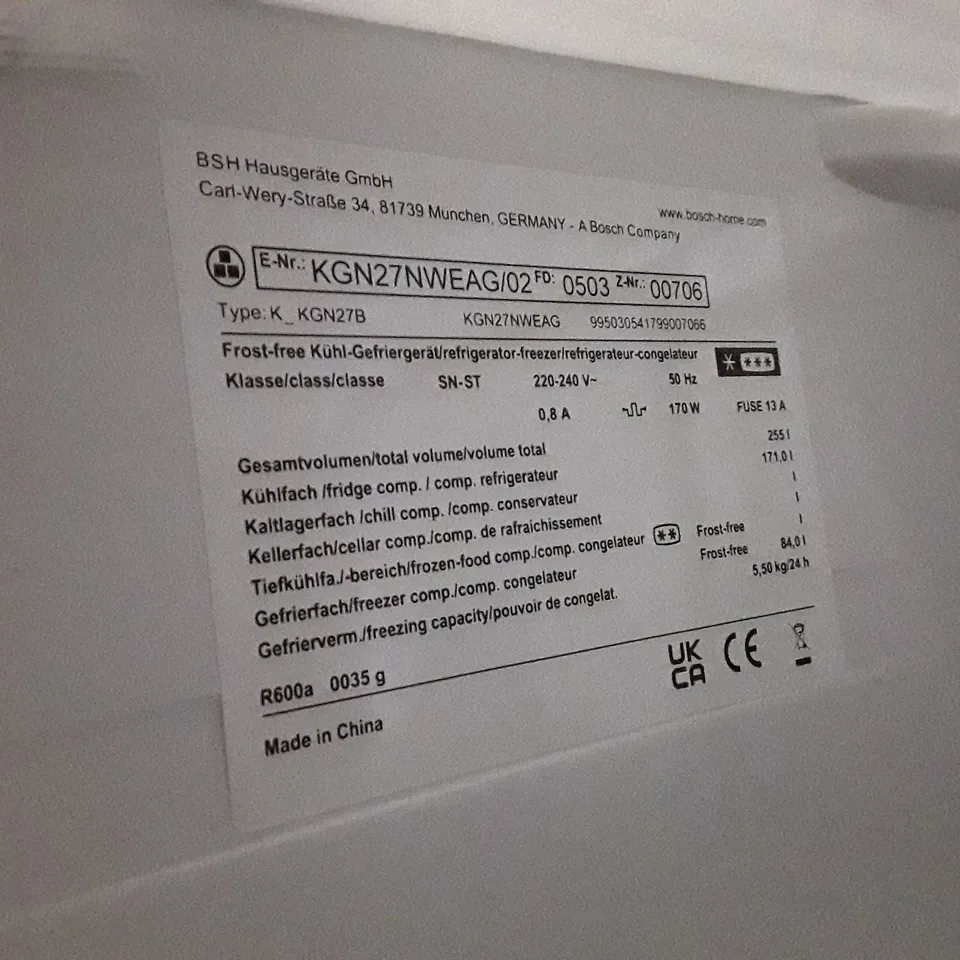 BSH Hausgeräte GmbH
Carl-Wery-Straße 34, 81739 München, GERMANY - A Bosch Company
www.bosch-home.com
E-Nr.: KGN27NWEAG/02 FD: 0503 Z-Nr.: 00706
Type: K_KGN27B KGN27NWEAG 995030541799007066
Frost-free Kühl-Gefriergerät/refrigerator-freezer/refrigerateur-congelateur
Klasse/class/classe SN-ST 220-240 V~ 50 Hz
0,8 A 170 W FUSE 13 A
Gesamtvolumen/total volume/volume total 255 l
Kühlfach /fridge comp. / comp. refrigerateur 171,0 l
Kaltlagerfach /chill comp. /comp. conservateur l
Kellerfach/cellar comp./comp. de rafraichissement l
Tiefkühlfa./-bereich/frozen-food comp./comp. congelateur ** Frost-free l
Gefrierfach/freezer comp./comp. congelateur Frost-free 84,0 l
Gefrierverm./freezing capacity/pouvoir de congelat. 5,50 kg/24 h
R600a 0035 g
UK
CA CE
Made in China